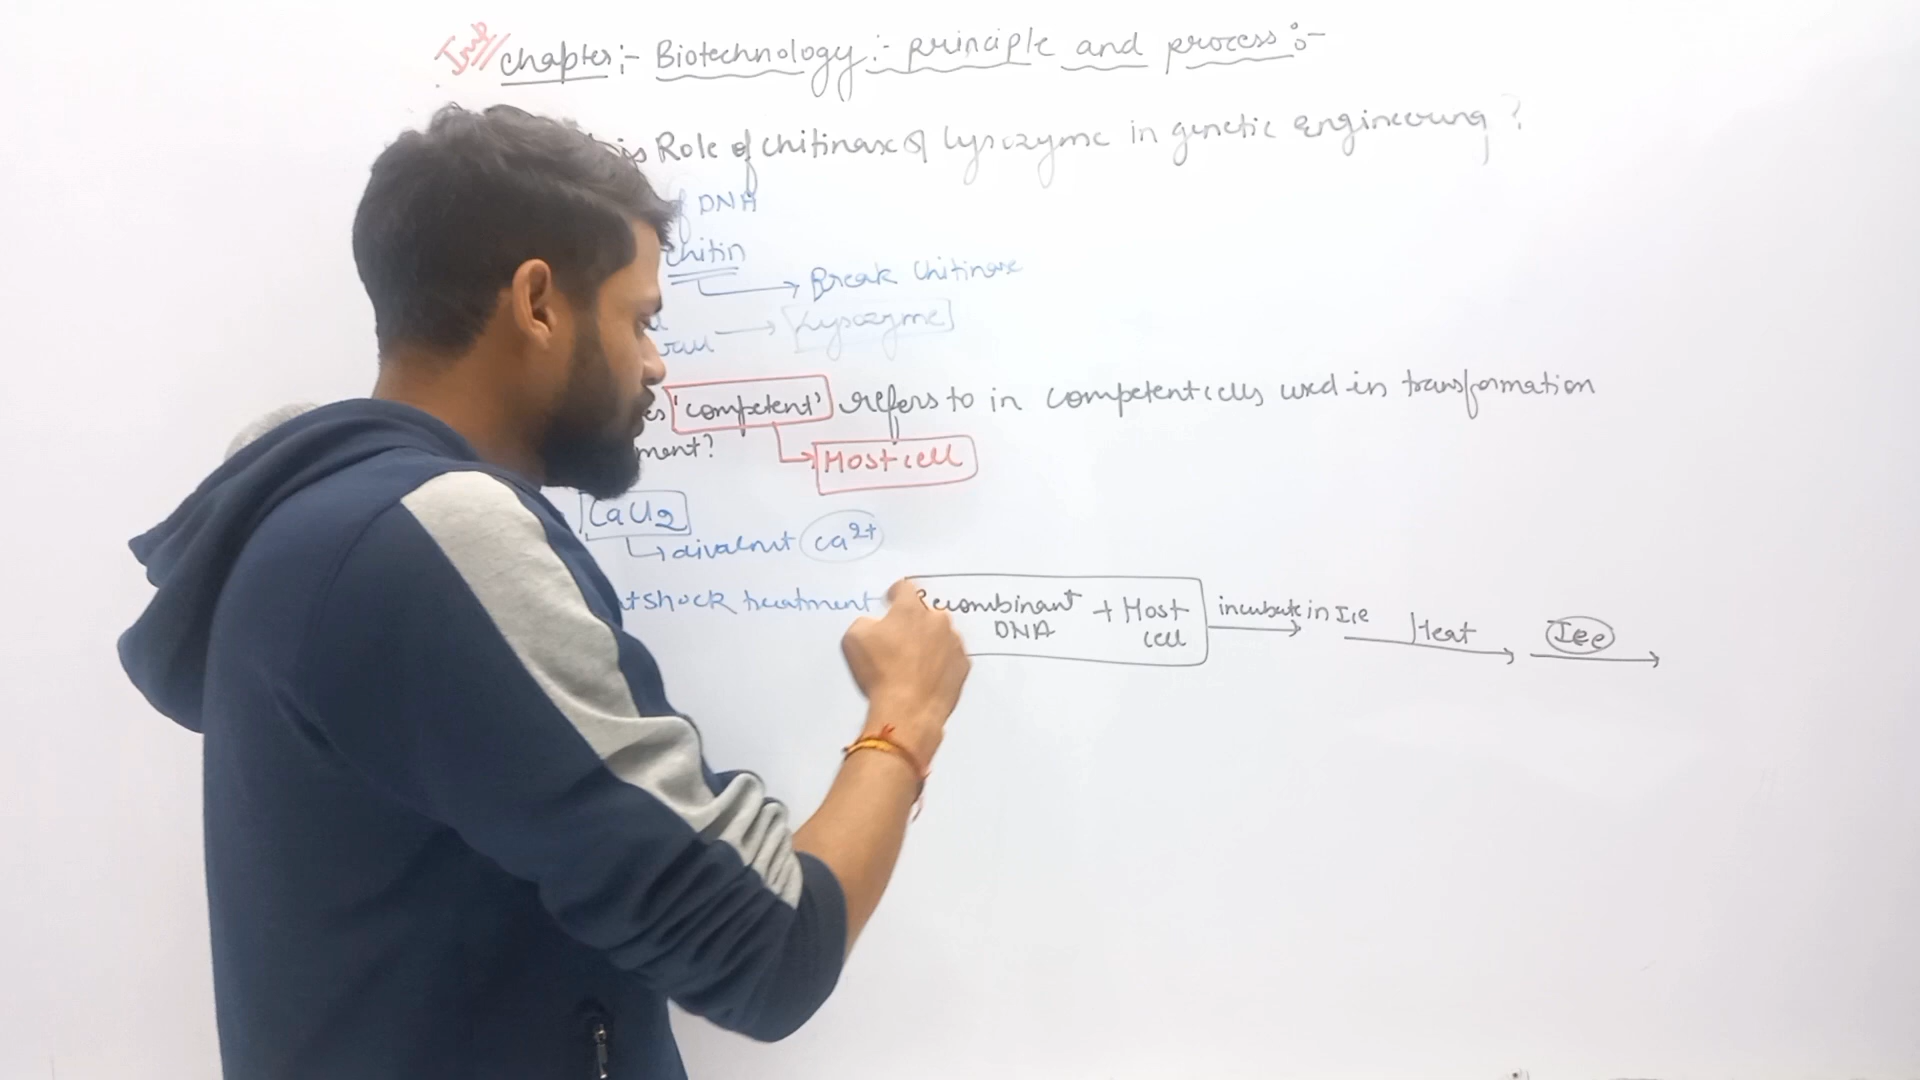 Imp chapter:- Biotechnology:- principle and process:-
is Role of chitinase & lysozyme in genetic engineering?
of DNA
chitin
Break Chitinase
Lysozyme
'competent' refers to in competent cells used in transformation
ment?
Host cell
CaCl2
divalent Ca2+
tshock treatment
Recombinant DNA + Host cell
incubate in Ice
Heat
Ice